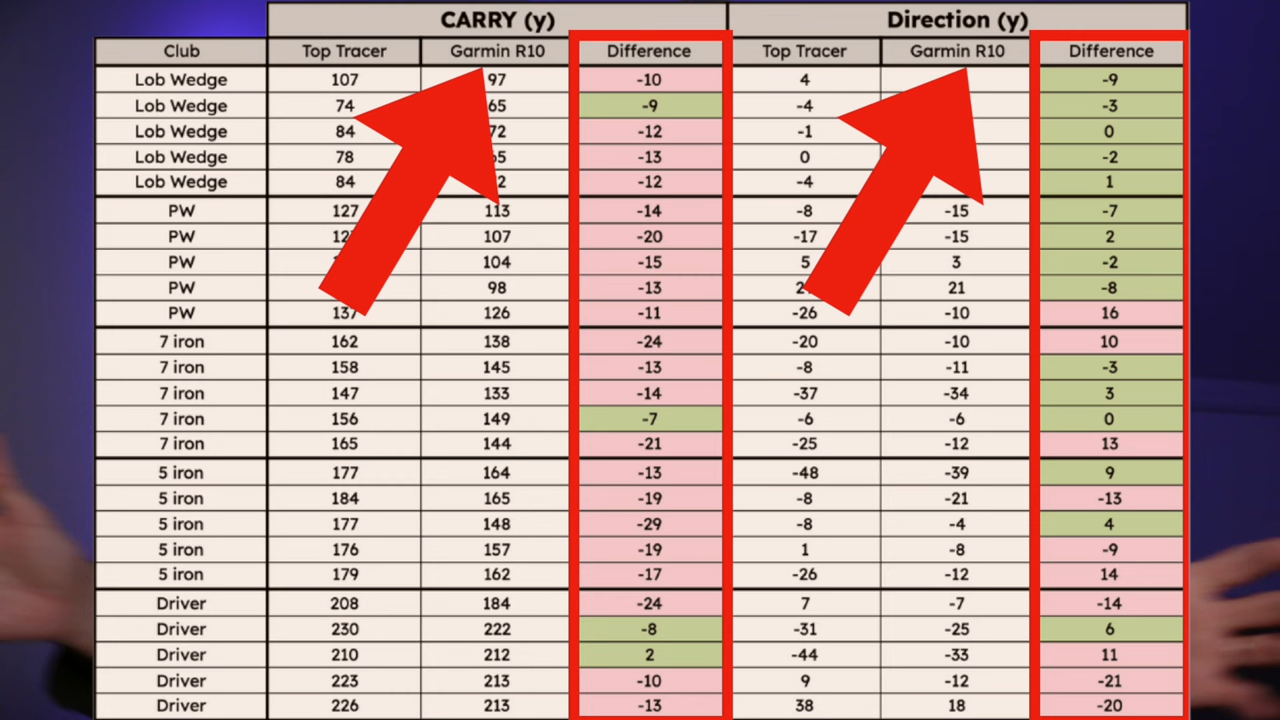 CARRY (y) Direction (y)
Club Top Tracer Garmin R10 Difference Top Tracer Garmin R10 Difference
Lob Wedge 107 97 -10 4 -9
Lob Wedge 74 65 -9 -4 -3
Lob Wedge 84 72 -12 -1 0
Lob Wedge 78 65 -13 0 -2
Lob Wedge 84 -12 -4 1
PW 127 113 -14 -8 -15 -7
PW 107 -20 -17 -15 2
PW 104 -15 5 3 -2
PW 98 -13 21 -8
PW 137 126 -11 -26 -10 16
7 iron 162 138 -24 -20 -10 10
7 iron 158 145 -13 -8 -11 -3
7 iron 147 133 -14 -37 -34 3
7 iron 156 149 -7 -6 -6 0
7 iron 165 144 -21 -25 -12 13
5 iron 177 164 -13 -48 -39 9
5 iron 184 165 -19 -8 -21 -13
5 iron 177 148 -29 -8 -4 4
5 iron 176 157 -19 1 -8 -9
5 iron 179 162 -17 -26 -12 14
Driver 208 184 -24 7 -7 -14
Driver 230 222 -8 -31 -25 6
Driver 210 212 2 -44 -33 11
Driver 223 213 -10 9 -12 -21
Driver 226 213 -13 38 18 -20